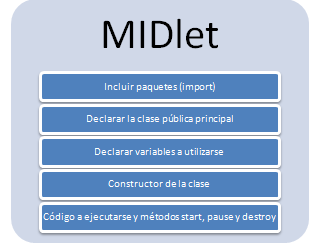 MIDlet
Incluir paquetes (import)
Declarar la clase pública principal
Declarar variables a utilizarse
Constructor de la clase
Código a ejecutarse y métodos start, pause y destroy